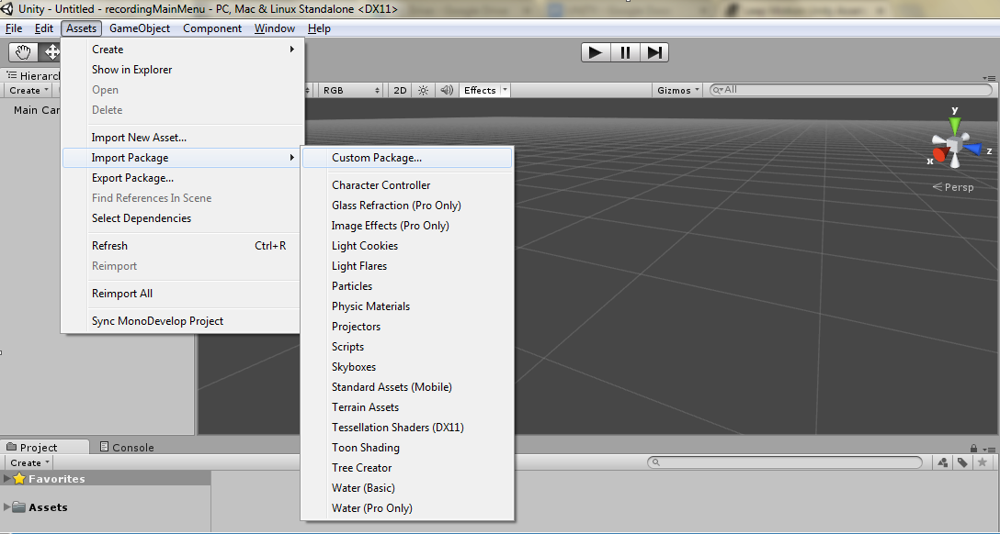 Unity - Untitled - recordingMainMenu - PC, Mac & Linux Standalone <DX11>
File Edit Assets GameObject Component Window Help
Create
Show in Explorer
Open
Delete
Import New Asset...
Import Package
Export Package...
Find References In Scene
Select Dependencies
Refresh Ctrl+R
Reimport
Reimport All
Sync MonoDevelop Project
Custom Package...
Character Controller
Glass Refraction (Pro Only)
Image Effects (Pro Only)
Light Cookies
Light Flares
Particles
Physic Materials
Projectors
Scripts
Skyboxes
Standard Assets (Mobile)
Terrain Assets
Tessellation Shaders (DX11)
Toon Shading
Tree Creator
Water (Basic)
Water (Pro Only)
Hierarc
Create
Main Car
RGB 2D Effects Gizmos All
y
x z
Persp
Project Console
Create
Favorites
Assets